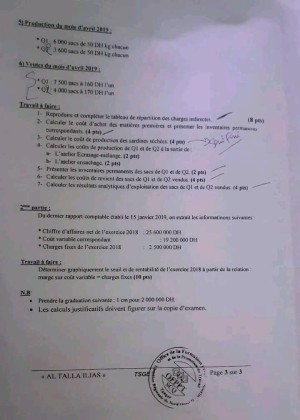 5) Production du mois d'avril 2019 :
* Q1 : 6 000 sacs de 50 DH kg chacun
* Q2 : 3 600 sacs de 50 DH kg chacun
6) Ventes du mois d'avril 2019 :
* Q1 : 7 500 sacs à 160 DH l'un
* Q2 : 4 000 sacs à 170 DH l'un
Travail à faire :
1- Reproduire et compléter le tableau de répartition des charges indirectes. (8 pts)
2- Calculer le coût d'achat des matières premières et présenter les inventaires permanents
correspondants. (4 pts)
3- Calculer le coût de production des sardines séchées. (4 pts)
4- Calculer les coûts de production de Q1 et de Q2 à la sortie de :
a- L'atelier Ecrasage-mélange. (2 pts)
b- L'atelier ensachage. (2 pts)
5- Présenter les inventaires permanents des sacs de Q1 et de Q2. (2 pts)
6- Calculer les coûts de revient des sacs de Q1 et de Q2 vendus. (4 pts)
7- Calculer les résultats analytiques d'exploitation des sacs de Q1 et de Q2 vendus. (4 pts)
2ème partie :
Du dernier rapport comptable établi le 15 janvier 2019, on extrait les informations suivantes :
* Chiffre d'affaires net de l'exercice 2018 : 25 600 000 DH
* Coût variable correspondant : 19 200 000 DH
* Charges fixes de l'exercice 2018 : 2 500 000 DH
Travail à faire :
Déterminer graphiquement le seuil de rentabilité de l'exercice 2018 à partir de la relation
marge sur coût variable = charges fixes (10 pts)
N.B
• Prendre la graduation suivante : 1 cm pour 2 000 000 DH
• Les calculs justificatifs doivent figurer sur la copie d'examen.
« AL TALLA ILIAS » TSGE Page 3 sur 3